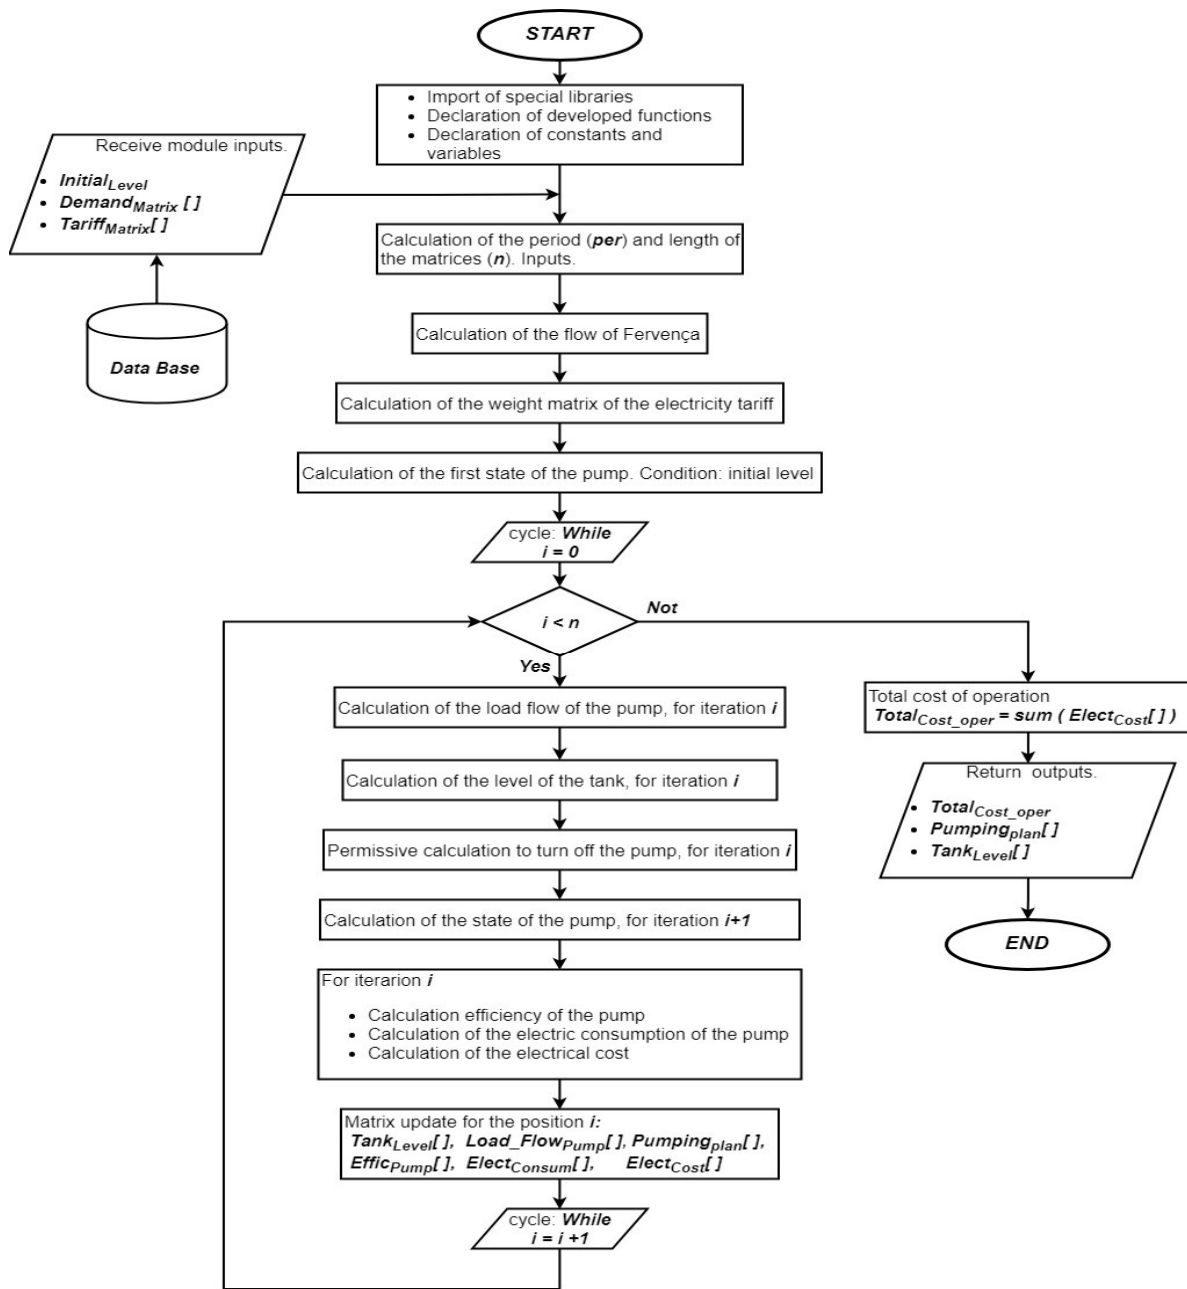 START
• Import of special libraries
• Declaration of developed functions
• Declaration of constants and
variables
Receive module inputs.
• Initial_Level
• Demand_Matrix [ ]
• Tariff_Matrix[ ]
Data Base
Calculation of the period (per) and length of
the matrices (n). Inputs.
Calculation of the flow of Fervença
Calculation of the weight matrix of the electricity tariff
Calculation of the first state of the pump. Condition: initial level
cycle: While
i = 0
i < n
Not
Yes
Calculation of the load flow of the pump, for iteration i
Calculation of the level of the tank, for iteration i
Permissive calculation to turn off the pump, for iteration i
Calculation of the state of the pump, for iteration i+1
For iterarion i
• Calculation efficiency of the pump
• Calculation of the electric consumption of the pump
• Calculation of the electrical cost
Matrix update for the position i:
Tank_Level[ ], Load_Flow_Pump[ ], Pumping_plan[ ],
Effic_Pump[ ], Elect_Consum[ ], Elect_Cost[ ]
cycle: While
i = i +1
Total cost of operation
Total_Cost_oper = sum ( Elect_Cost[ ] )
Return outputs.
• Total_Cost_oper
• Pumping_plan[ ]
• Tank_Level[ ]
END